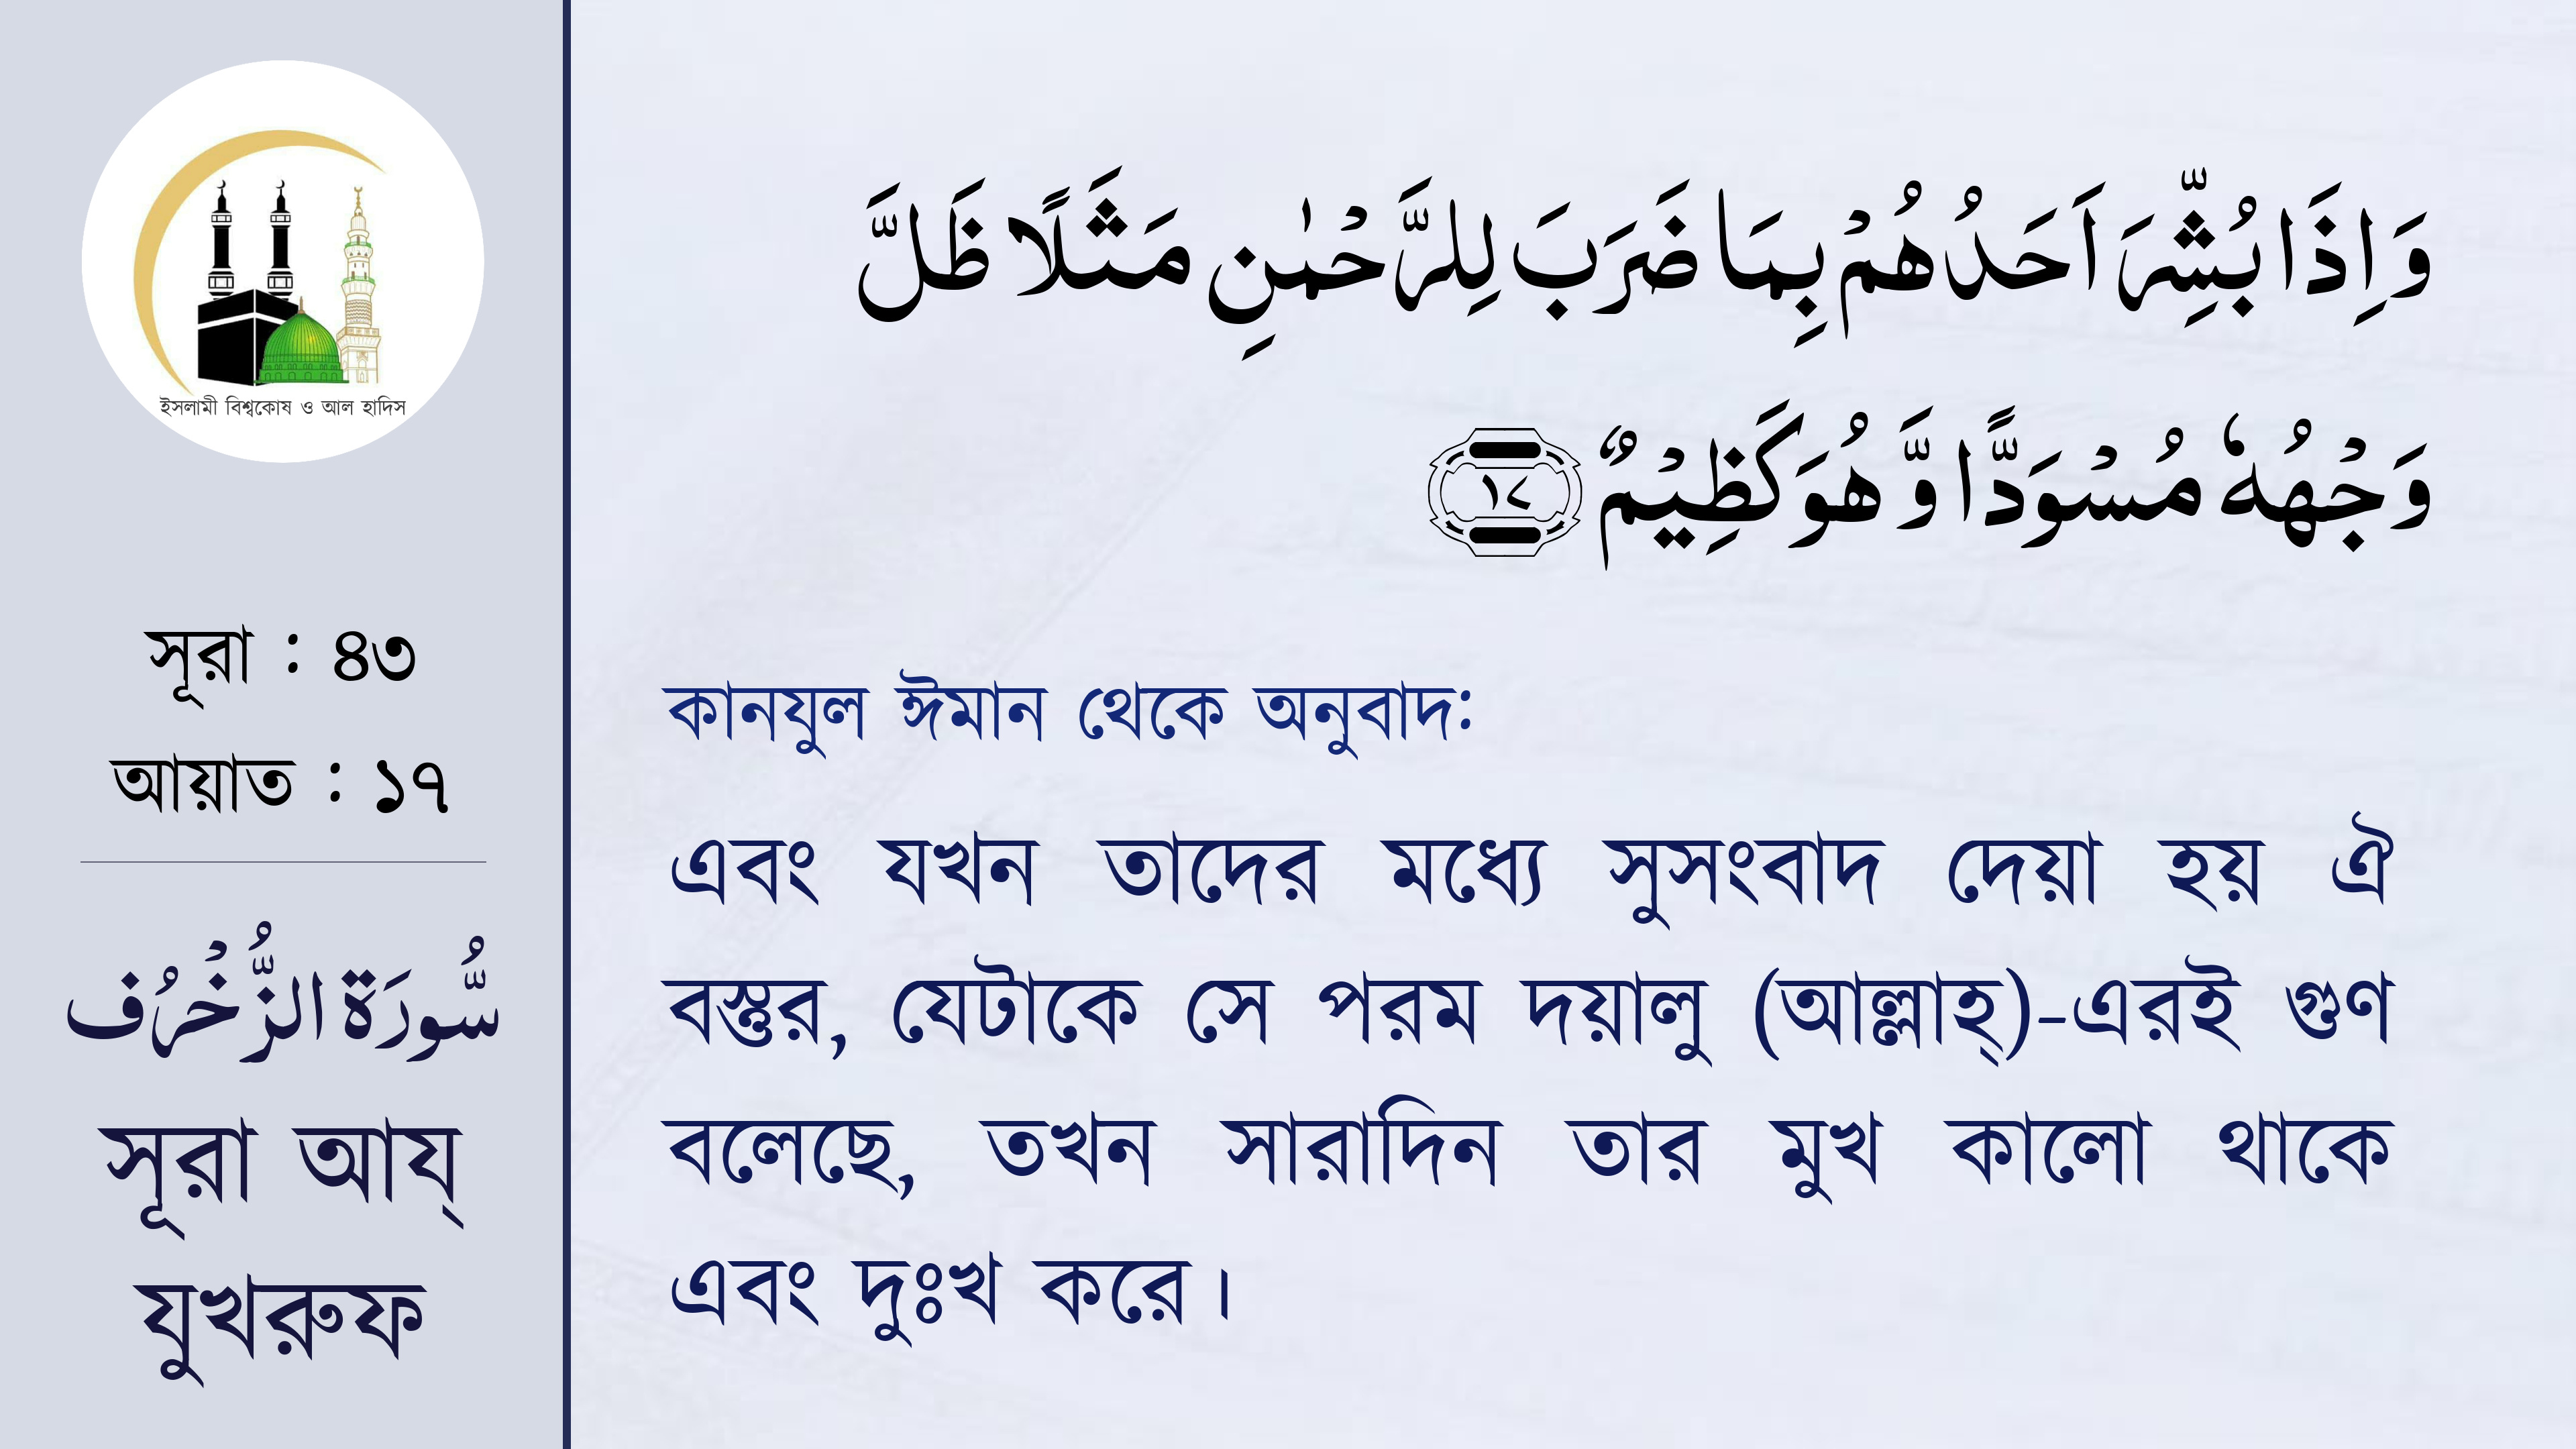 ইসলামী বিশ্বকোষ ও আল হাদিস
সূরা : ৪৩
আয়াত : ১৭
سُّورَة الزُّخْرُف
সূরা আয্
যুখরুফ
وَاِذَا بُشِّرَ اَحَدُهُمْ بِمَا ضَرَبَ لِلرَّحْمٰنِ مَثَلًا ظَلَّ
وَجْهُهٗ مُسْوَدًّا وَّ هُوَ كَظِيْمٌ ۝۱۷
কানযুল ঈমান থেকে অনুবাদ:
এবং যখন তাদের মধ্যে সুসংবাদ দেয়া হয় ঐ
বস্তুর, যেটাকে সে পরম দয়ালু (আল্লাহ্)-এরই গুণ
বলেছে, তখন সারাদিন তার মুখ কালো থাকে
এবং দুঃখ করে।